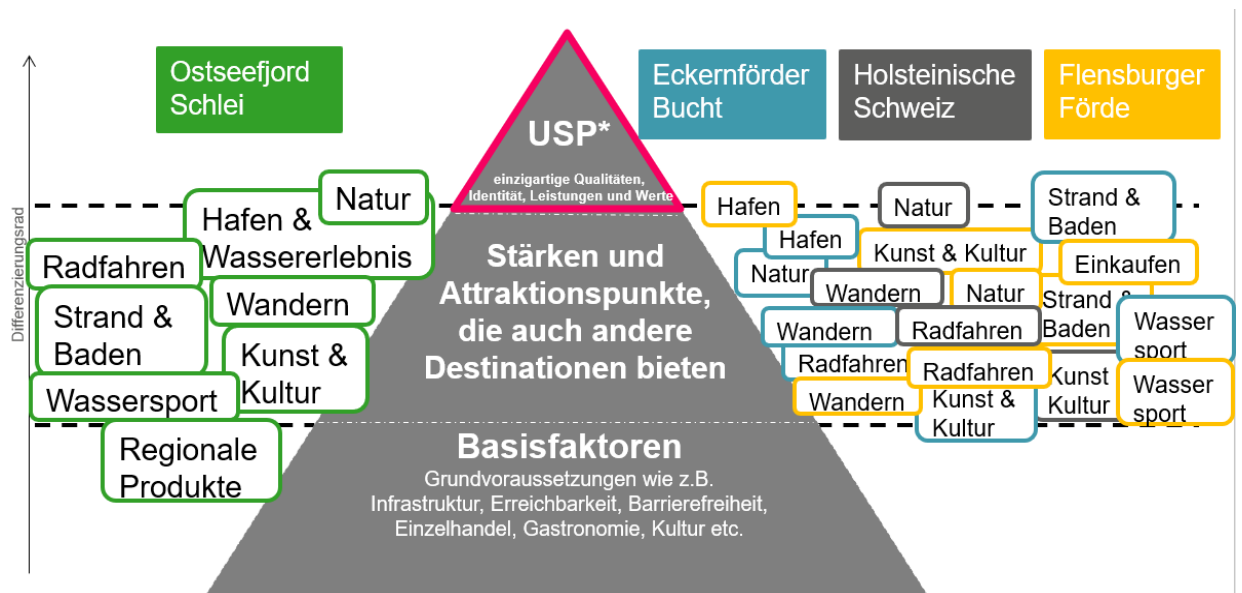 Differenzierungsrad
Ostseefjord
Schlei
Natur
Hafen &
Wassererlebnis
Radfahren
Wandern
Strand &
Baden
Kunst &
Kultur
Wassersport
Regionale
Produkte
USP*
einzigartige Qualitäten,
Identität, Leistungen und Werte
Stärken und
Attraktionspunkte,
die auch andere
Destinationen bieten
Basisfaktoren
Grundvoraussetzungen wie z.B.
Infrastruktur, Erreichbarkeit, Barrierefreiheit,
Einzelhandel, Gastronomie, Kultur etc.
Eckernförder
Bucht
Holsteinische
Schweiz
Flensburger
Förde
Hafen
Natur
Strand &
Baden
Hafen
Kunst & Kultur
Einkaufen
Natur
Wandern
Natur
Strand &
Baden
Wandern
Radfahren
Wasser
sport
Radfahren
Radfahren
Kunst
Kultur
Wasser
sport
Wandern
Kunst &
Kultur